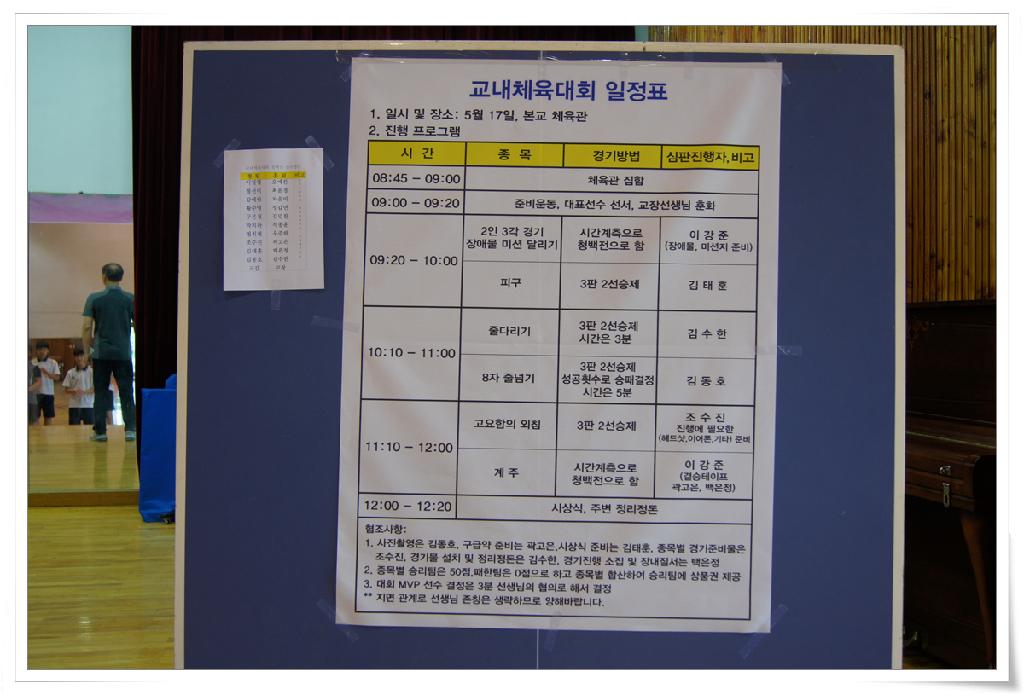 교내체육대회 일정표
1. 일시 및 장소: 5월 17일, 본교 체육관
2. 진행 프로그램
시 간 종 목 경기방법 심판진행자,비고
08:45 – 09:00 체육관 집합
09:00 – 09:20 준비운동, 대표선수 선서, 교장선생님 훈화
09:20 – 10:00
2인 3각 경기
장애물 미션 달리기
시간계측으로
청백전으로 함
이 강 준
(장애물, 미션지 준비)
피구 3판 2선승제 김 태 훈
10:10 – 11:00
줄다리기
3판 2선승제
시간은 3분
김 수 한
8자 줄넘기
3판 2선승제
성공횟수로 승패결정
시간은 5분
김 동 호
11:10 – 12:00
고요함의 외침 3판 2선승제
조 수 진
진행에 필요한
(헤드셋,이어폰,기타) 준비
계 주
시간계측으로
청백전으로 함
이 강 준
(결승테이프
곽고은, 백은정)
12:00 – 12:20 시상식, 주변 정리정돈
협조사항:
1. 사진촬영은 김동호, 구급약 준비는 곽고은,시상식 준비는 김태훈, 종목별 경기준비물은
조수진, 경기물 설치 및 정리정돈은 김수한, 경기진행 소집 및 장내질서는 백은정
2. 종목별 승리팀은 50점,패한팀은 0점으로 하고 종목별 합산하여 승리팀에 상품권 제공
3. 대회 MVP 선수 결정은 3분 선생님의 협의로 해서 결정
** 지면 관계로 선생님 존칭은 생략하므로 양해바랍니다.